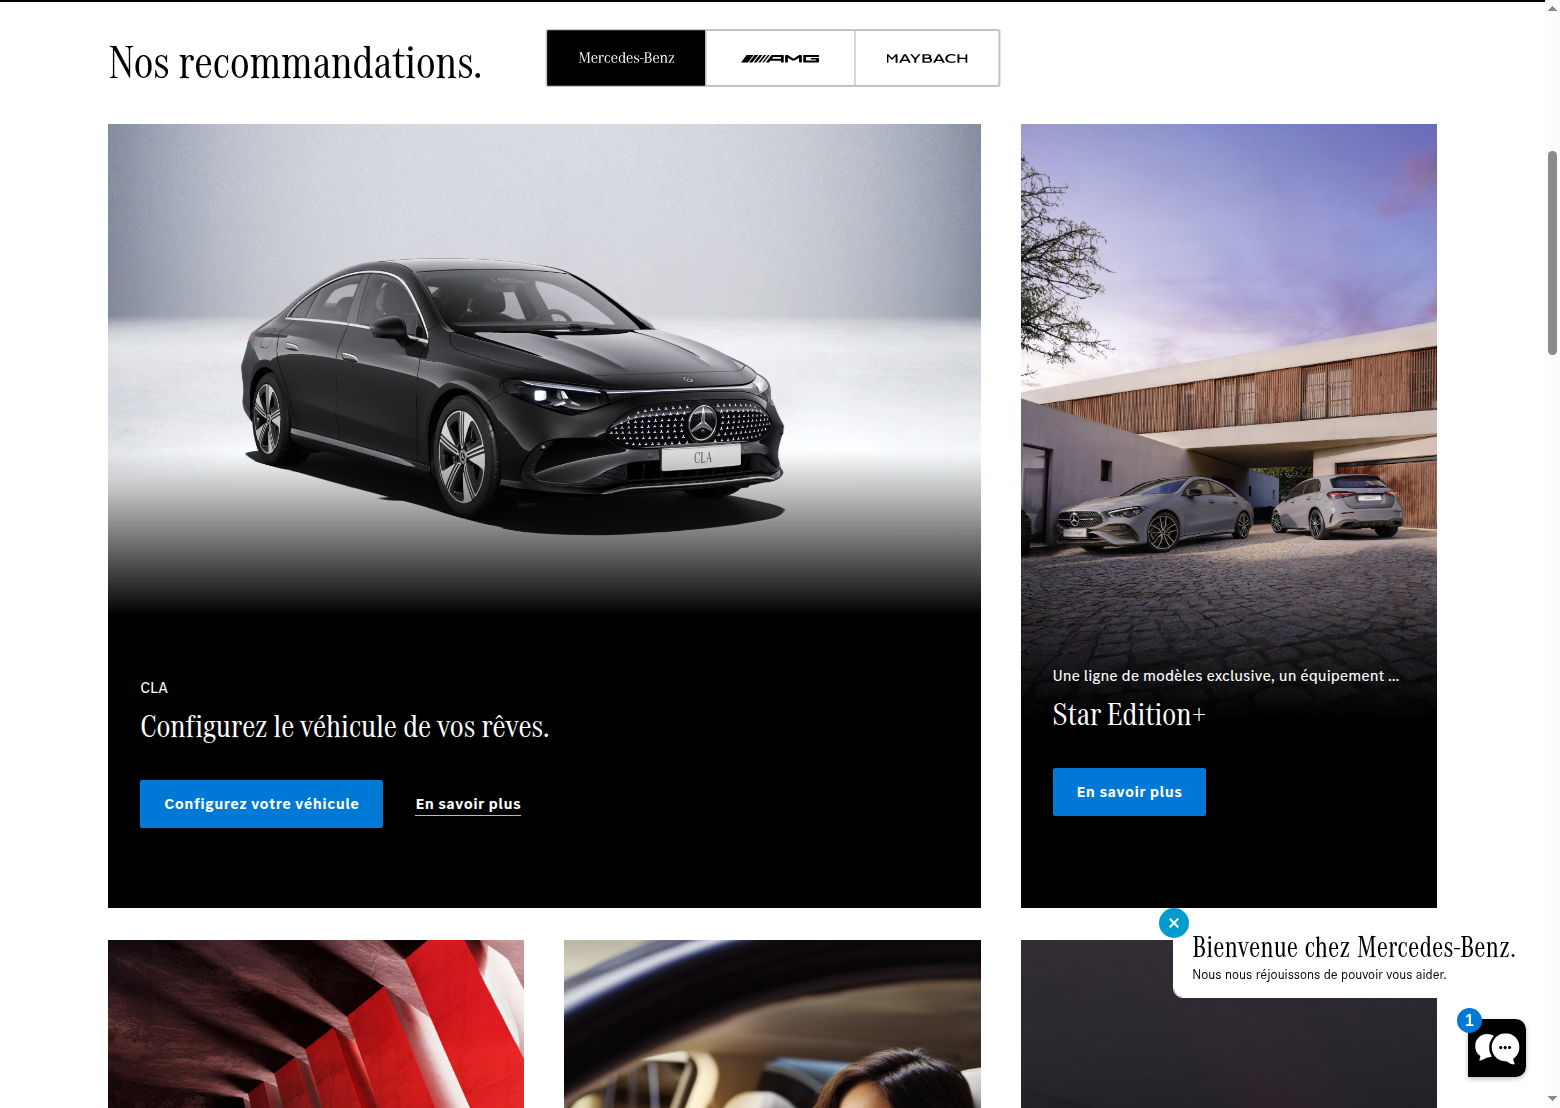 Nos recommandations.
Mercedes-Benz
AMG
MAYBACH
CLA
CLA
Configurez le véhicule de vos rêves.
Configurez votre véhicule
En savoir plus
Une ligne de modèles exclusive, un équipement ...
Star Edition+
En savoir plus
Bienvenue chez Mercedes-Benz.
Nous nous réjouissons de pouvoir vous aider.
1